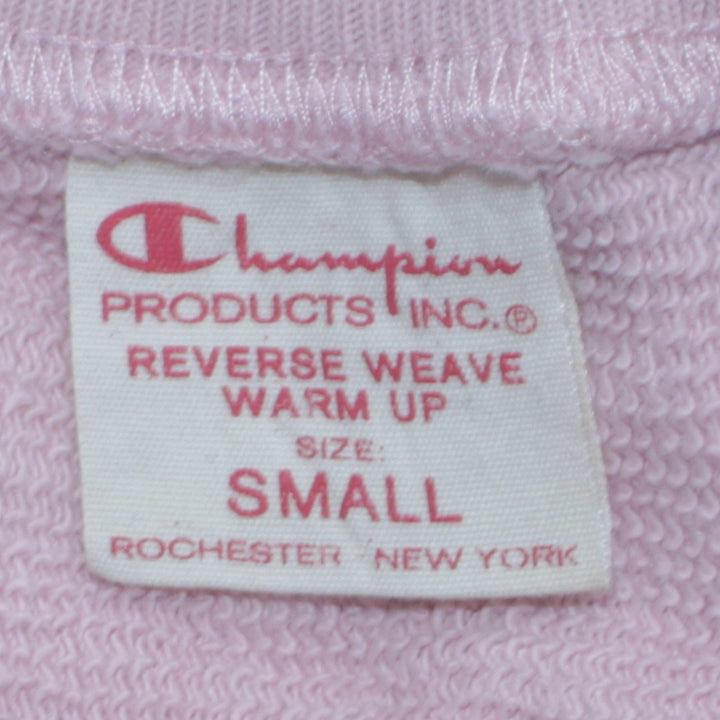 Champion
PRODUCTS INC.®
REVERSE WEAVE
WARM UP
SIZE:
SMALL
ROCHESTER NEW YORK